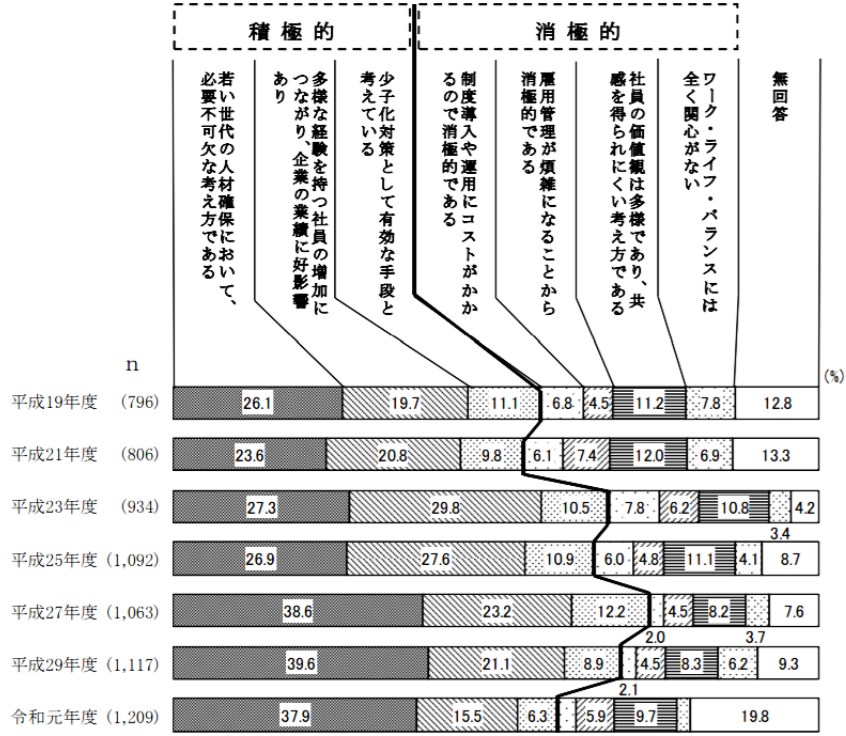 積極的
消極的
若い世代の人材確保において、
必要不可欠な考え方である
多様な経験を持つ社員の増加に
つながり、企業の業績に好影響
あり
少子化対策として有効な手段と
考えている
制度導入や運用にコストがかか
るので消極的である
雇用管理が煩雑になることから
消極的である
社員の価値観は多様であり、共
感を得られにくい考え方である
ワーク・ライフ・バランスには
全く関心がない
無回答
n
(%)
平成19年度 (796) 26.1 19.7 11.1 6.8 4.5 11.2 7.8 12.8
平成21年度 (806) 23.6 20.8 9.8 6.1 7.4 12.0 6.9 13.3
平成23年度 (934) 27.3 29.8 10.5 7.8 6.2 10.8 4.2
3.4
平成25年度 (1,092) 26.9 27.6 10.9 6.0 4.8 11.1 4.1 8.7
平成27年度 (1,063) 38.6 23.2 12.2 4.5 8.2 7.6
2.0 3.7
平成29年度 (1,117) 39.6 21.1 8.9 4.5 8.3 6.2 9.3
2.1
令和元年度 (1,209) 37.9 15.5 6.3 5.9 9.7 19.8